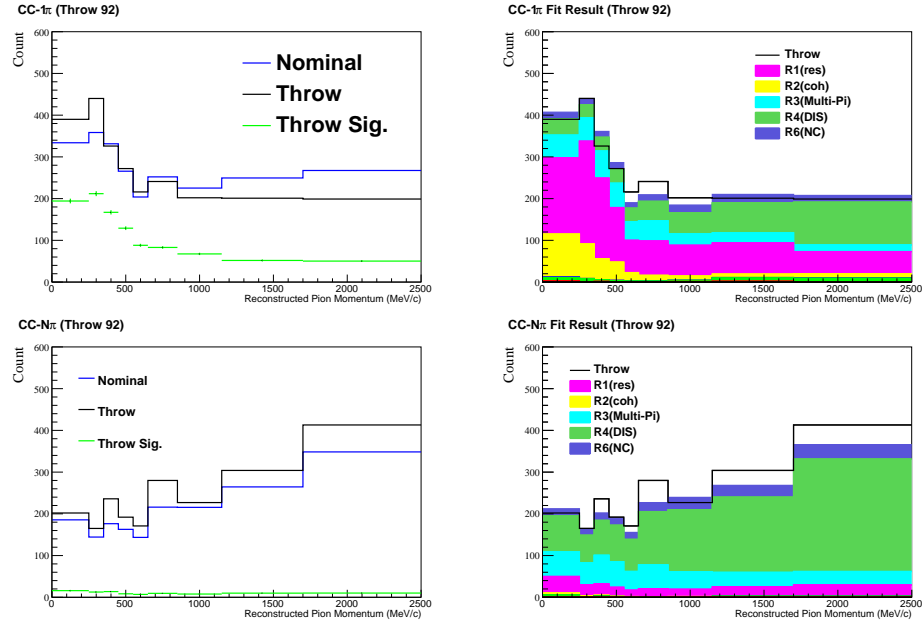 CC-1π (Throw 92)
Count
600
500
400
300
200
100
0
Nominal
Throw
Throw Sig.
0 500 1000 1500 2000 2500
Reconstructed Pion Momentum (MeV/c)
CC-1π Fit Result (Throw 92)
Count
600
500
400
300
200
100
0
Throw
R1(res)
R2(coh)
R3(Multi-Pi)
R4(DIS)
R6(NC)
0 500 1000 1500 2000 2500
Reconstructed Pion Momentum (MeV/c)
CC-Nπ (Throw 92)
Count
600
500
400
300
200
100
0
Nominal
Throw
Throw Sig.
0 500 1000 1500 2000 2500
Reconstructed Pion Momentum (MeV/c)
CC-Nπ Fit Result (Throw 92)
Count
600
500
400
300
200
100
0
Throw
R1(res)
R2(coh)
R3(Multi-Pi)
R4(DIS)
R6(NC)
0 500 1000 1500 2000 2500
Reconstructed Pion Momentum (MeV/c)